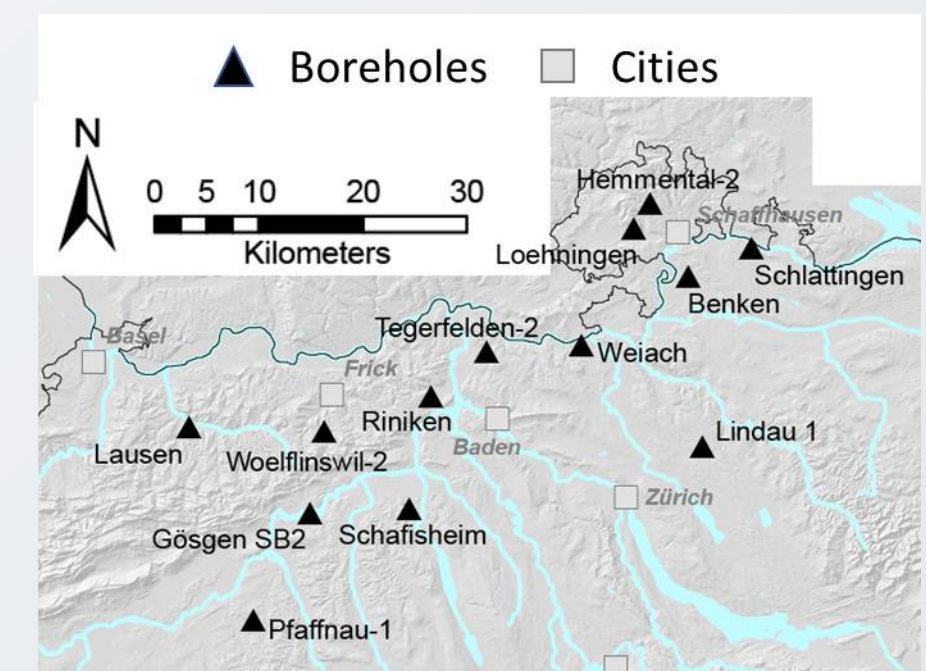 Boreholes Cities
N
0 5 10 20 30
Kilometers
Hemmental-2
Schaffhausen
Loehningen
Schlattingen
Benken
Tegerfelden-2
Basel
Weiach
Frick
Riniken
Lindau 1
Baden
Lausen
Woelflinswil-2
Zürich
Gösgen SB2
Schafisheim
Pfaffnau-1